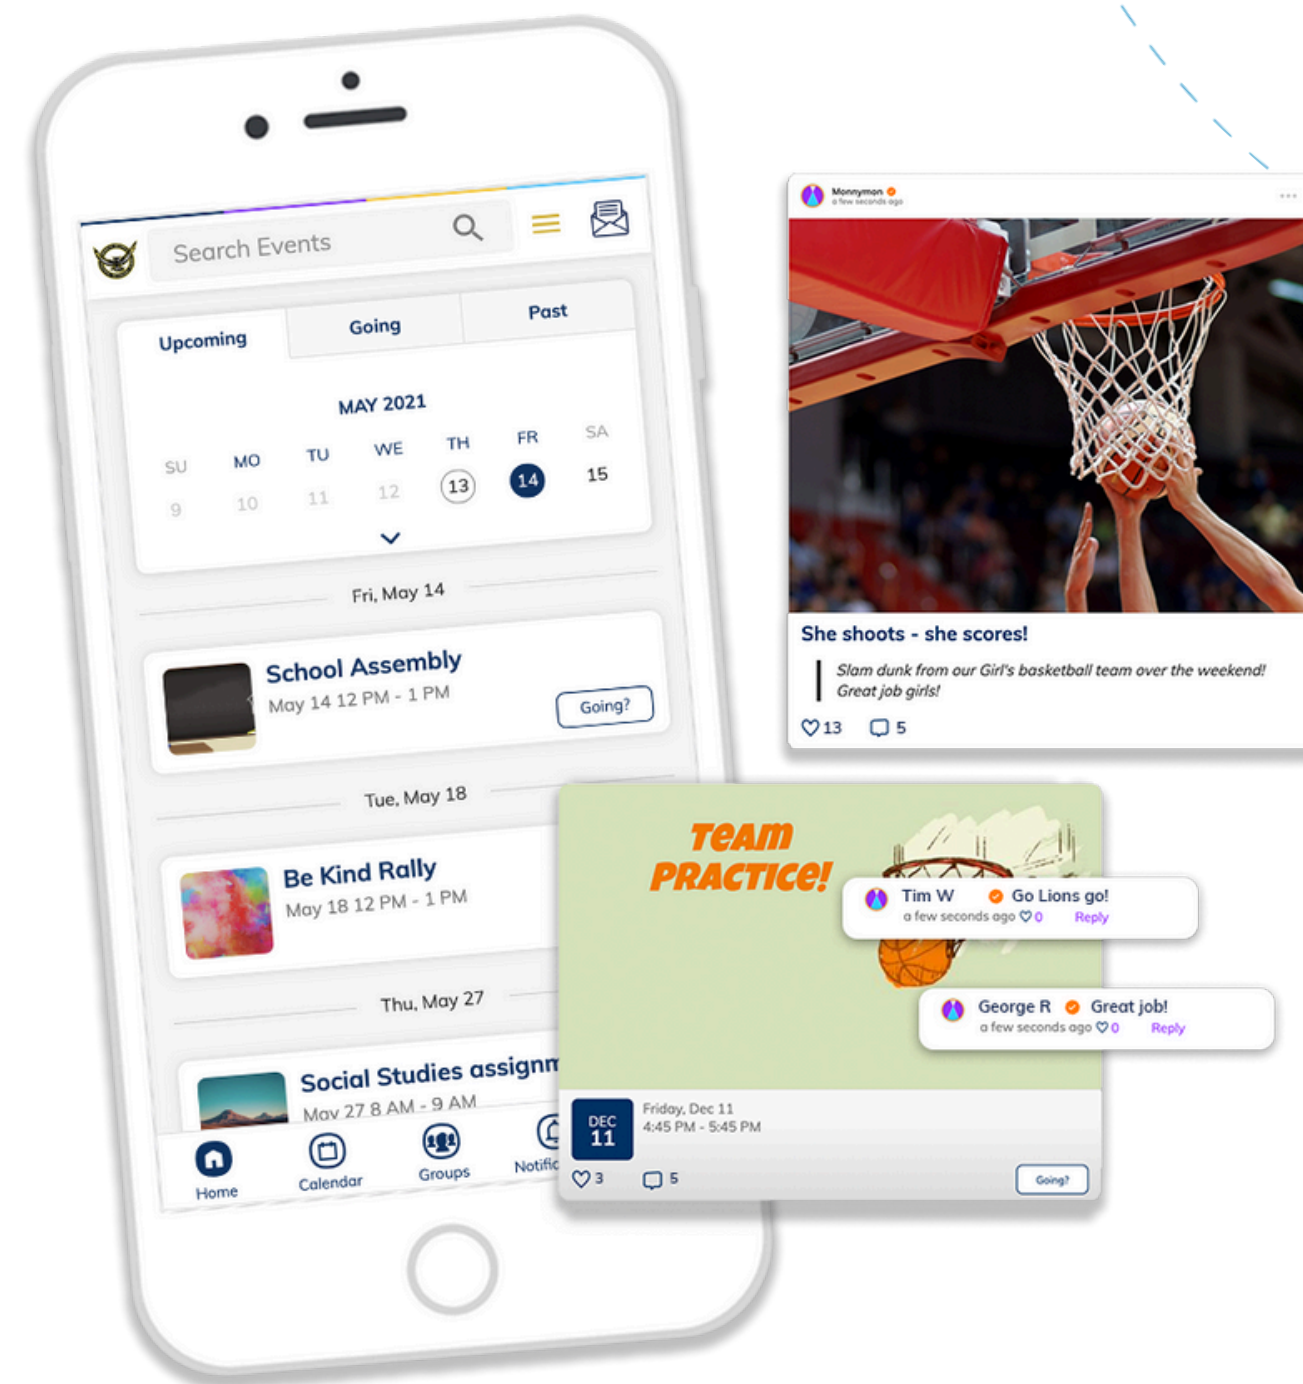 Search Events
Upcoming
Going
Past
MAY 2021
SU MO TU WE TH FR SA
9 10 11 12 13 14 15
Fri, May 14
School Assembly
May 14 12 PM - 1 PM
Going?
Tue, May 18
Be Kind Rally
May 18 12 PM - 1 PM
Thu, May 27
Social Studies assignm
May 27 8 AM - 9 AM
Home
Calendar
Groups
Notific
Monnymon
a few seconds ago
She shoots - she scores!
Slam dunk from our Girl's basketball team over the weekend!
Great job girls!
13 5
TEAM
PRACTICE!
Tim W Go Lions go!
a few seconds ago 0 Reply
George R Great job!
a few seconds ago 0 Reply
DEC
11
Friday, Dec 11
4:45 PM - 5:45 PM
3 5
Going?